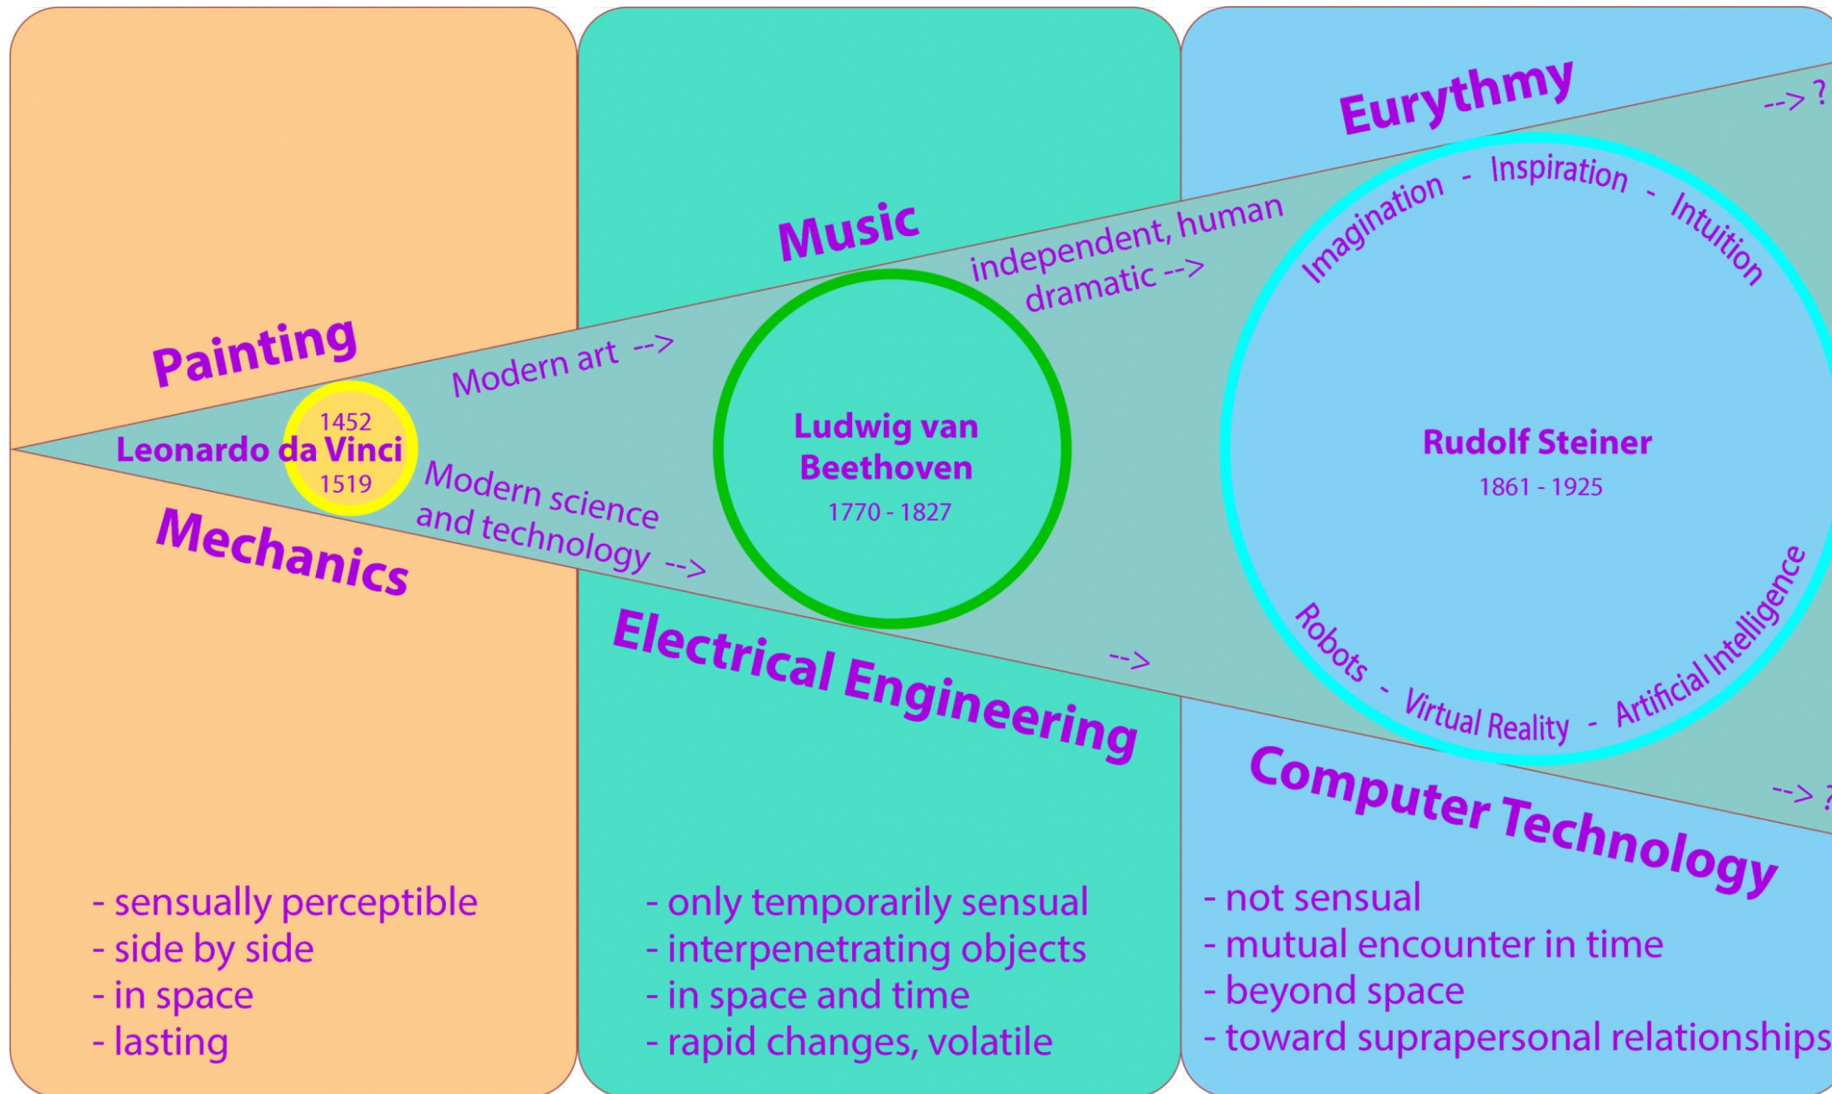 Painting
1452
Leonardo da Vinci
1519
Mechanics
- sensually perceptible
- side by side
- in space
- lasting
Modern art -->
Modern science
and technology -->
Music
Ludwig van
Beethoven
1770 - 1827
Electrical Engineering
- only temporarily sensual
- interpenetrating objects
- in space and time
- rapid changes, volatile
independent, human
dramatic -->
-->
Eurythmy
--> ?
Imagination - Inspiration - Intuition
Rudolf Steiner
1861 - 1925
Robots - Virtual Reality - Artificial Intelligence
Computer Technology
--> ?
- not sensual
- mutual encounter in time
- beyond space
- toward suprapersonal relationships